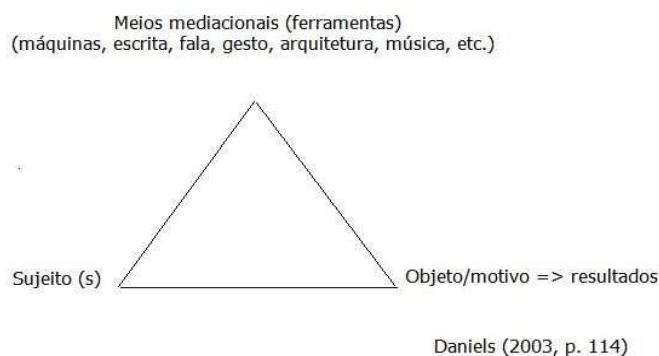 Meios mediacionais (ferramentas)
(máquinas, escrita, fala, gesto, arquitetura, música, etc.)
Sujeito (s)
Objeto/motivo => resultados
Daniels (2003, p. 114)